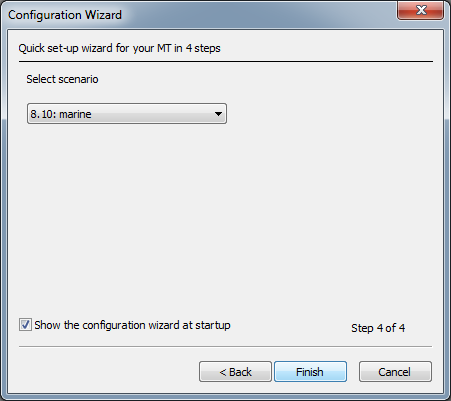 Configuration Wizard
Quick set-up wizard for your MT in 4 steps
Select scenario
8.10: marine
Show the configuration wizard at startup
Step 4 of 4
< Back
Finish
Cancel